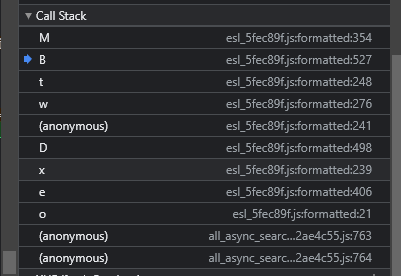 Call Stack
M esl_5fec89f.js:formatted:354
B esl_5fec89f.js:formatted:527
t esl_5fec89f.js:formatted:248
w esl_5fec89f.js:formatted:276
(anonymous) esl_5fec89f.js:formatted:241
D esl_5fec89f.js:formatted:498
x esl_5fec89f.js:formatted:239
e esl_5fec89f.js:formatted:406
o esl_5fec89f.js:formatted:21
(anonymous) all_async_searc...2ae4c55.js:763
(anonymous) all_async_searc...2ae4c55.js:764